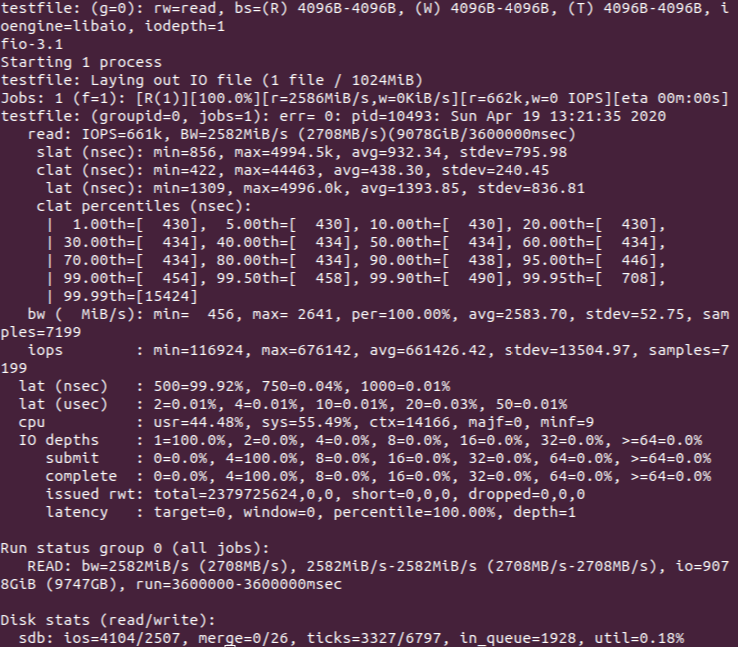 testfile: (g=0): rw=read, bs=(R) 4096B-4096B, (W) 4096B-4096B, (T) 4096B-4096B, i
oengine=libaio, iodepth=1
fio-3.1
Starting 1 process
testfile: Laying out IO file (1 file / 1024MiB)
Jobs: 1 (f=1): [R(1)][100.0%][r=2586MiB/s,w=0KiB/s][r=662k,w=0 IOPS][eta 00m:00s]
testfile: (groupid=0, jobs=1): err= 0: pid=10493: Sun Apr 19 13:21:35 2020
   read: IOPS=661k, BW=2582MiB/s (2708MB/s)(9078GiB/3600000msec)
    slat (nsec): min=856, max=4994.5k, avg=932.34, stdev=795.98
    clat (nsec): min=422, max=44463, avg=438.30, stdev=240.45
     lat (nsec): min=1309, max=4996.0k, avg=1393.85, stdev=836.81
    clat percentiles (nsec):
     |  1.00th=[  430],  5.00th=[  430], 10.00th=[  430], 20.00th=[  430],
     | 30.00th=[  434], 40.00th=[  434], 50.00th=[  434], 60.00th=[  434],
     | 70.00th=[  434], 80.00th=[  434], 90.00th=[  438], 95.00th=[  446],
     | 99.00th=[  454], 99.50th=[  458], 99.90th=[  490], 99.95th=[  708],
     | 99.99th=[15424]
   bw (  MiB/s): min=  456, max= 2641, per=100.00%, avg=2583.70, stdev=52.75, sam
ples=7199
   iops        : min=116924, max=676142, avg=661426.42, stdev=13504.97, samples=7
199
  lat (nsec)   : 500=99.92%, 750=0.04%, 1000=0.01%
  lat (usec)   : 2=0.01%, 4=0.01%, 10=0.01%, 20=0.03%, 50=0.01%
  cpu          : usr=44.48%, sys=55.49%, ctx=14166, majf=0, minf=9
  IO depths    : 1=100.0%, 2=0.0%, 4=0.0%, 8=0.0%, 16=0.0%, 32=0.0%, >=64=0.0%
     submit    : 0=0.0%, 4=100.0%, 8=0.0%, 16=0.0%, 32=0.0%, 64=0.0%, >=64=0.0%
     complete  : 0=0.0%, 4=100.0%, 8=0.0%, 16=0.0%, 32=0.0%, 64=0.0%, >=64=0.0%
     issued rwt: total=2379725624,0,0, short=0,0,0, dropped=0,0,0
     latency   : target=0, window=0, percentile=100.00%, depth=1

Run status group 0 (all jobs):
   READ: bw=2582MiB/s (2708MB/s), 2582MiB/s-2582MiB/s (2708MB/s-2708MB/s), io=907
8GiB (9747GB), run=3600000-3600000msec

Disk stats (read/write):
  sdb: ios=4104/2507, merge=0/26, ticks=3327/6797, in_queue=1928, util=0.18%